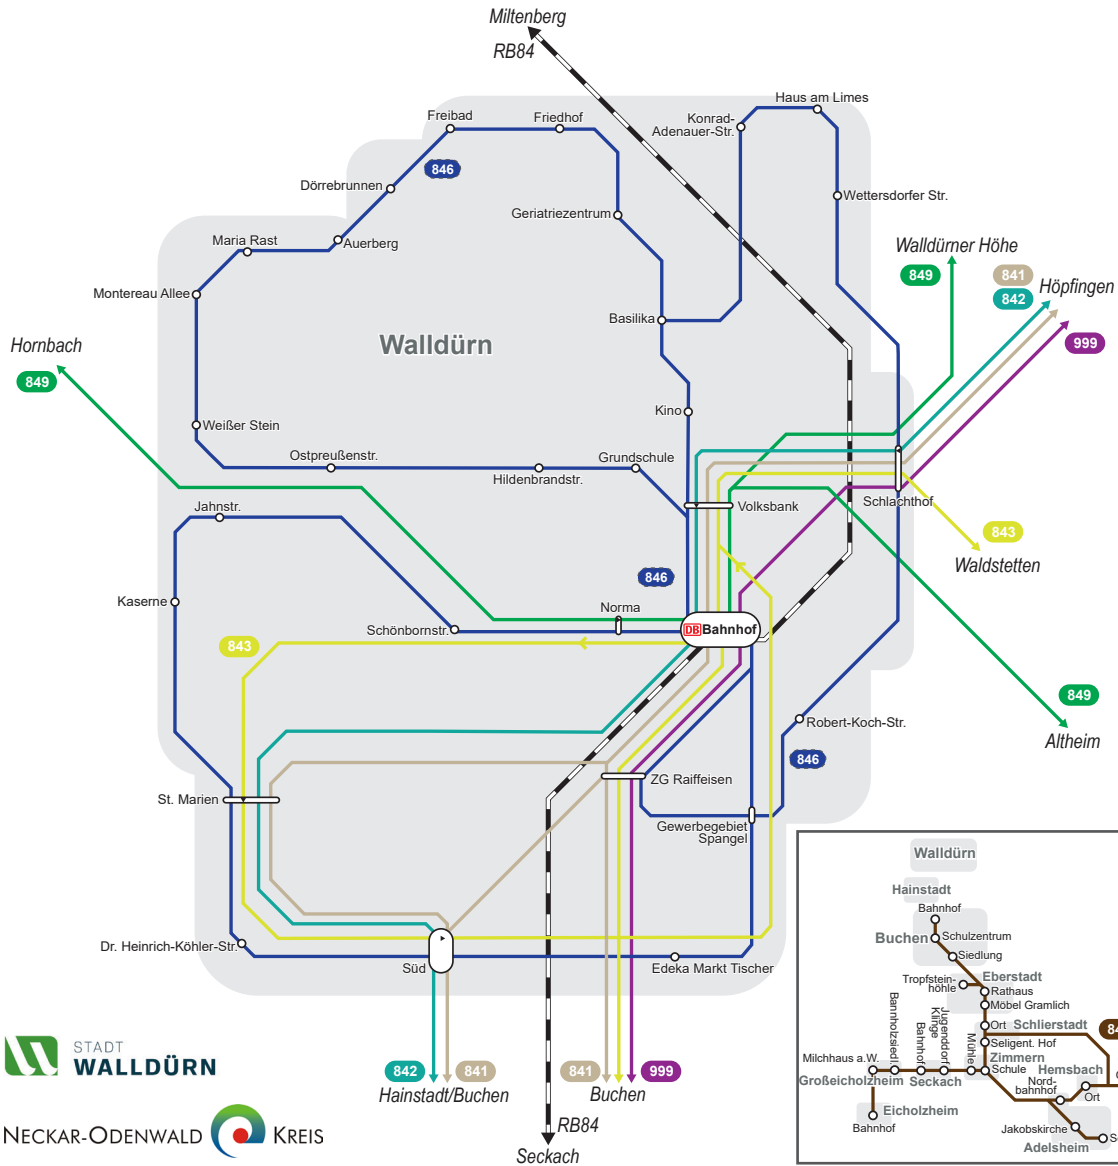 Miltenberg
RB84
Haus am Limes
Freibad
Friedhof
Konrad-
Adenauer-Str.
846
Dörrebrunnen
Wettersdorfer Str.
Geriatriezentrum
Maria Rast
Auerberg
Walldürner Höhe
849
841
842
Höpfingen
Montereau Allee
Basilika
Walldürn
Hornbach
849
999
Kino
Weißer Stein
Ostpreußenstr.
Grundschule
Hildenbrandstr.
Schlachthof
Jahnstr.
Volksbank
843
Waldstetten
846
Kaserne
Norma
Schönbornstr.
DB Bahnhof
843
849
Robert-Koch-Str.
Altheim
846
ZG Raiffeisen
St. Marien
Gewerbegebiet
Spangel
Dr. Heinrich-Köhler-Str.
Süd
Edeka Markt Tischer
842
841
Hainstadt/Buchen
841
999
Buchen
RB84
Seckach
STADT
WALLDÜRN
NECKAR-ODENWALD KREIS
Walldürn
Hainstadt
Bahnhof
Buchen
Schulzentrum
Siedlung
Eberstadt
Tropfstein-
höhle
Rathaus
Möbel Gramlich
Ort
Schlierstadt
Seligent. Hof
Bannholzsiedl.
Bahnhof
Jugenddorf
Klinge
Mühle
Zimmern
Schule
Milchhaus a.W.
Großeicholzheim
Seckach
Hemsbach
Nord-
bahnhof
Ort
Eicholzheim
Bahnhof
Jakobskirche
Adelsheim